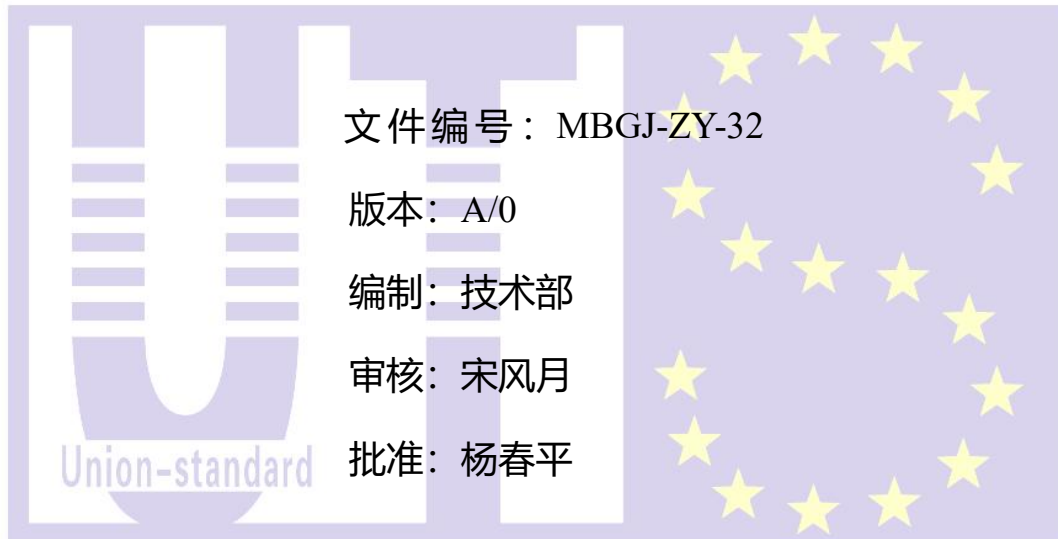 文件编号：MBGJ-ZY-32
版本：A/0
编制：技术部
审核：宋风月
批准：杨春平
Union-standard